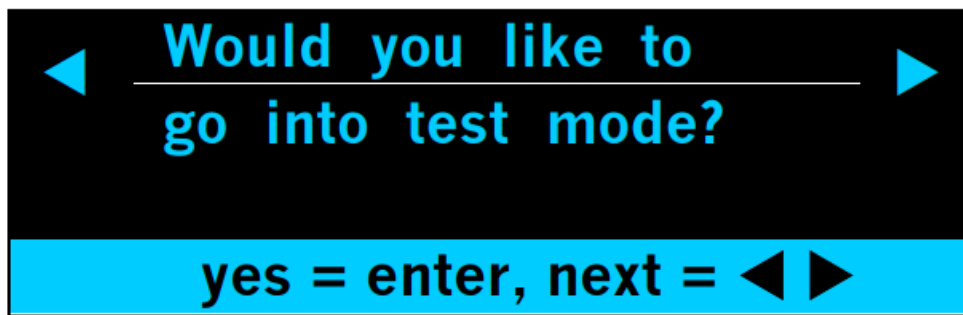 Would you like to
go into test mode?
yes = enter, next = ◀ ▶